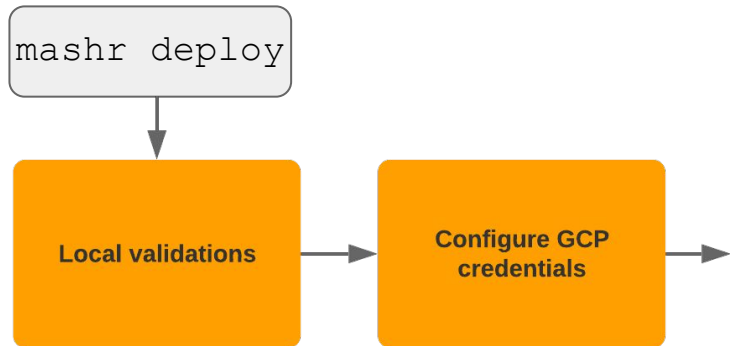 mashr deploy
Local validations
Configure GCP
credentials